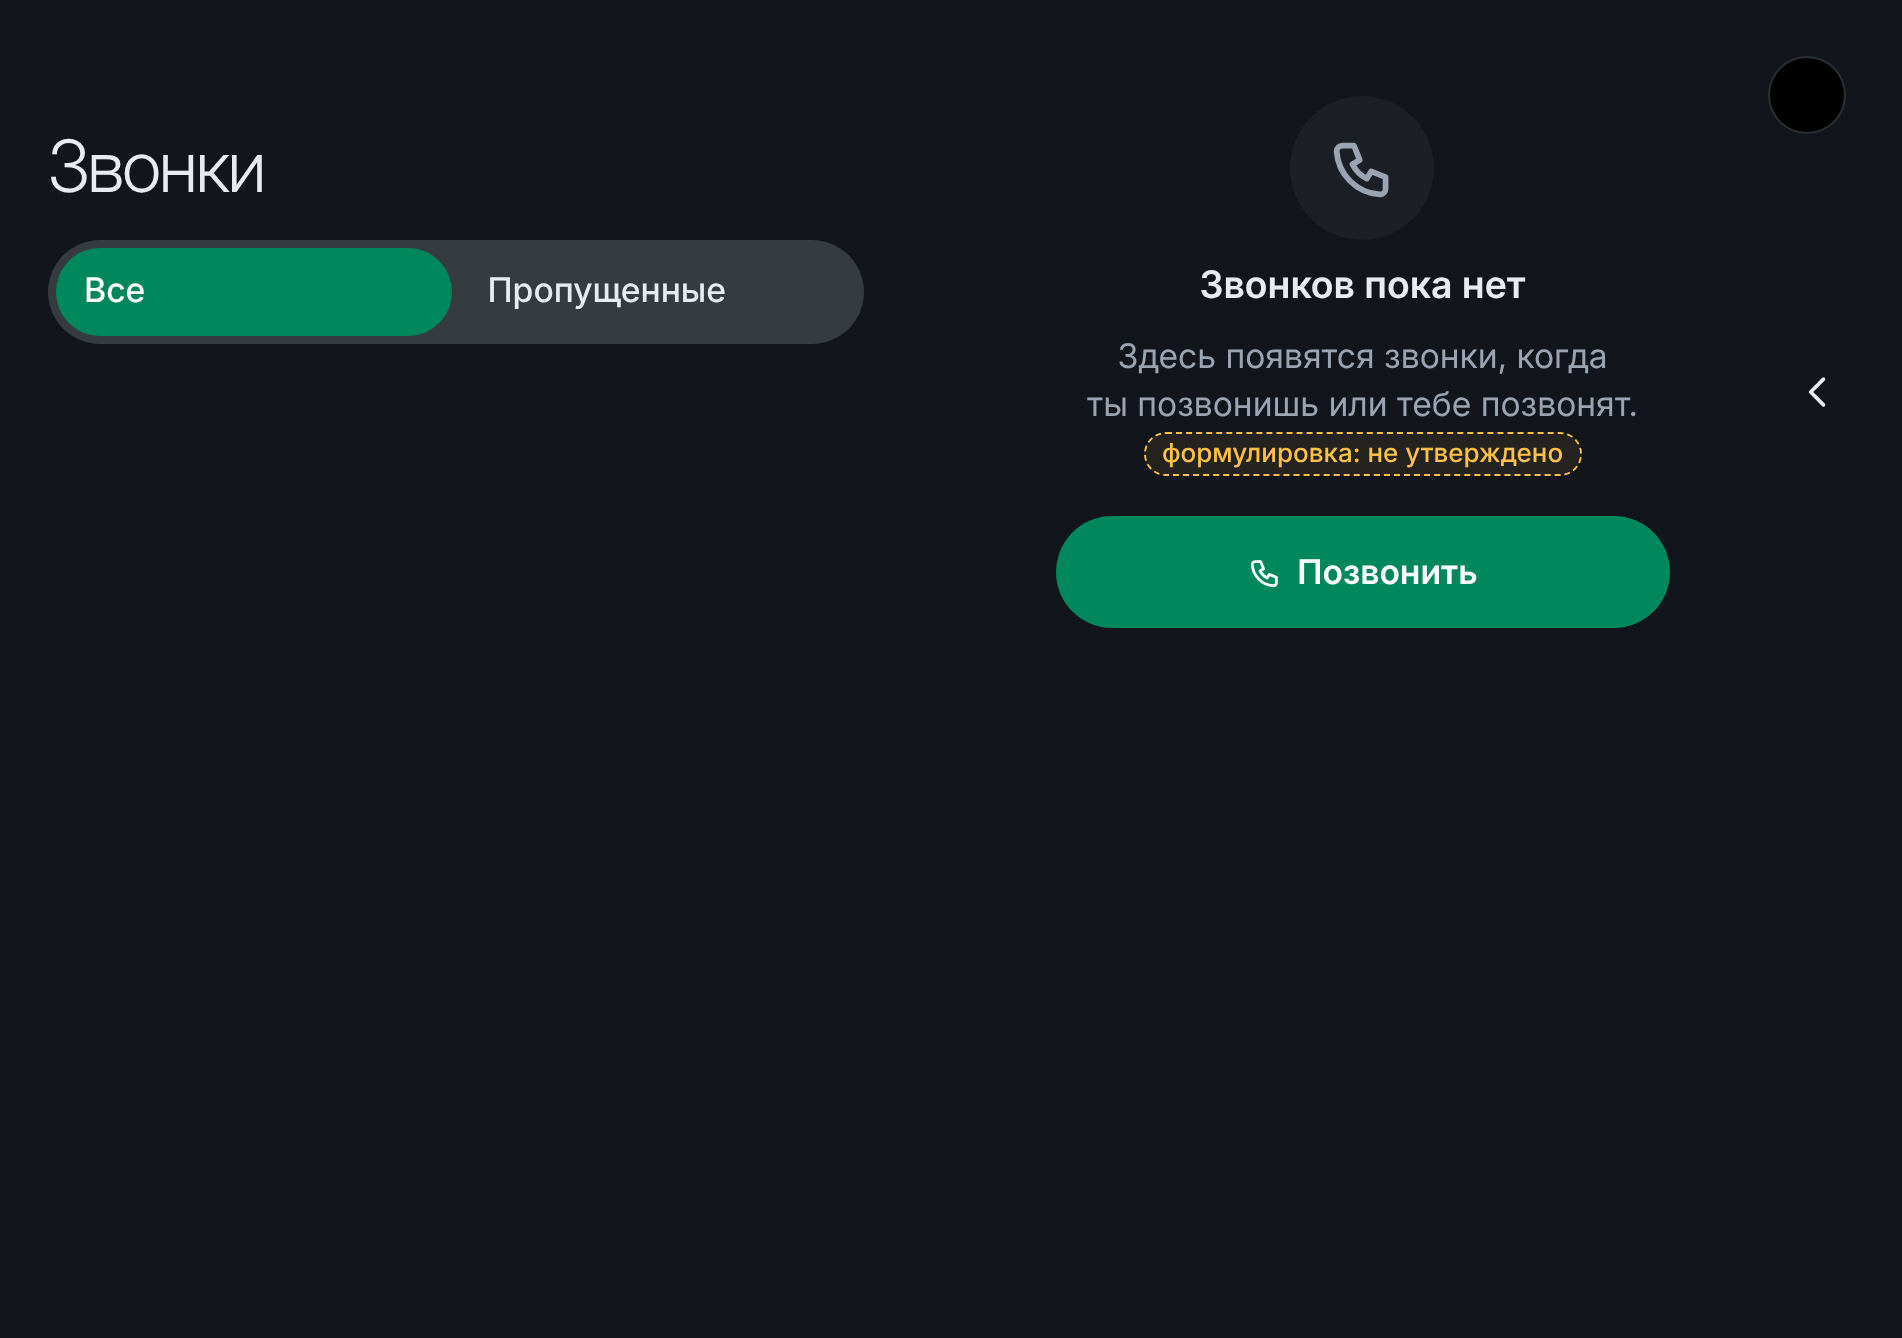 Звонки
Все
Пропущенные
Звонков пока нет
Здесь появятся звонки, когда
ты позвонишь или тебе позвонят.
формулировка: не утверждено
Позвонить